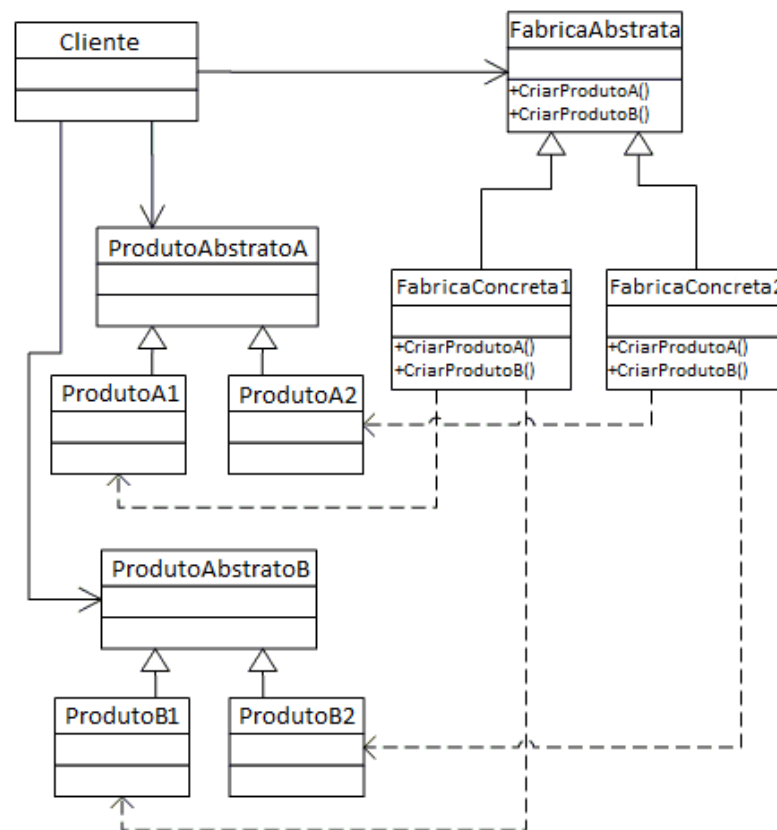 Cliente
FabricaAbstrata
+CriarProdutoA()
+CriarProdutoB()
ProdutoAbstratoA
FabricaConcreta1
+CriarProdutoA()
+CriarProdutoB()
FabricaConcreta2
+CriarProdutoA()
+CriarProdutoB()
ProdutoA1
ProdutoA2
ProdutoAbstratoB
ProdutoB1
ProdutoB2